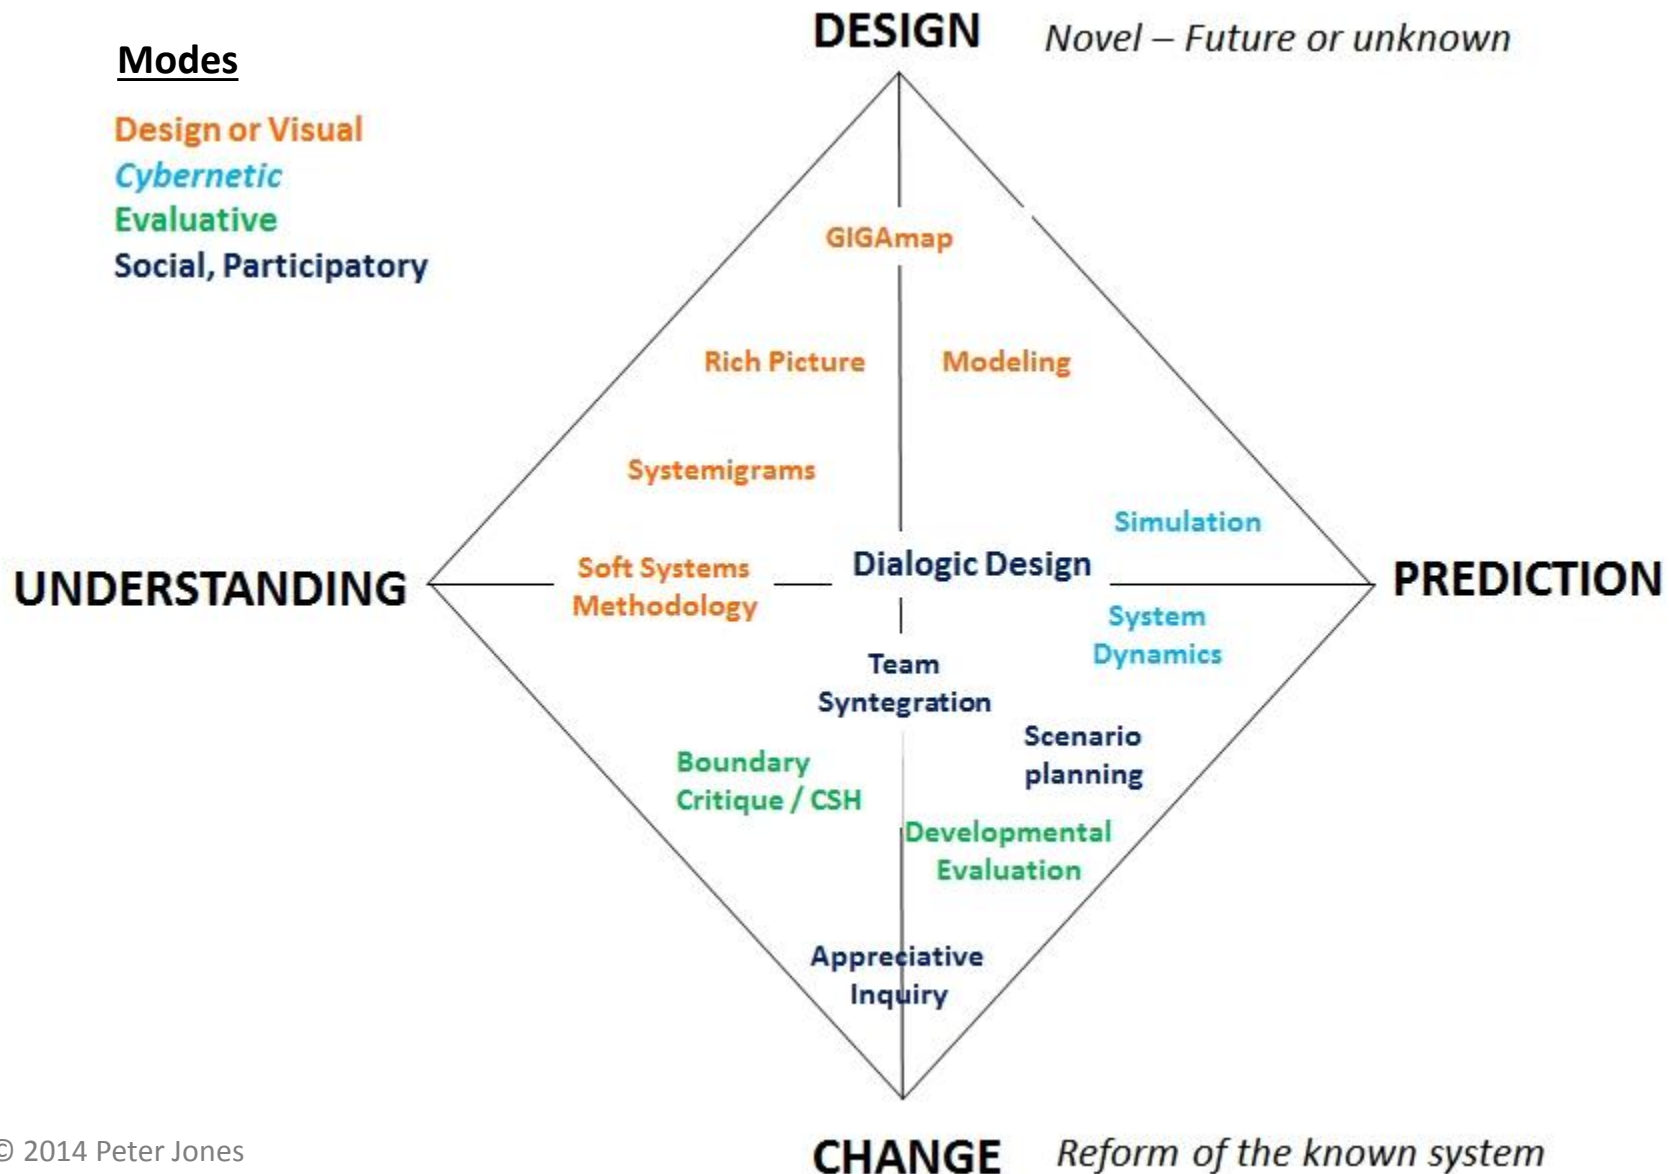 DESIGN
Novel – Future or unknown
Modes
Design or Visual
Cybernetic
Evaluative
Social, Participatory
GIGAmap
Rich Picture
Modeling
Systemigrams
Simulation
UNDERSTANDING
Soft Systems
Methodology
Dialogic Design
PREDICTION
System
Dynamics
Team
Syntegration
Scenario
planning
Boundary
Critique / CSH
Developmental
Evaluation
Appreciative
Inquiry
© 2014 Peter Jones
CHANGE
Reform of the known system